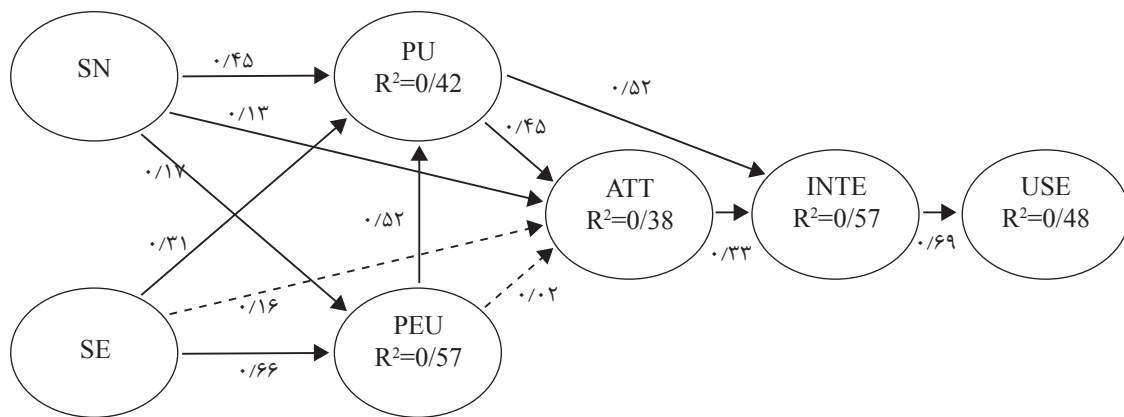 SN
۰/۴۵
PU
R²=0/42
۰/۵۲
۰/۱۳
۰/۴۵
۰/۱۷
ATT
R²=0/38
INTE
R²=0/57
USE
R²=0/48
۰/۵۲
۰/۳۱
۰/۳۳
۰/۶۹
۰/۱۶
۰/۰۲
SE
PEU
R²=0/57
۰/۶۶